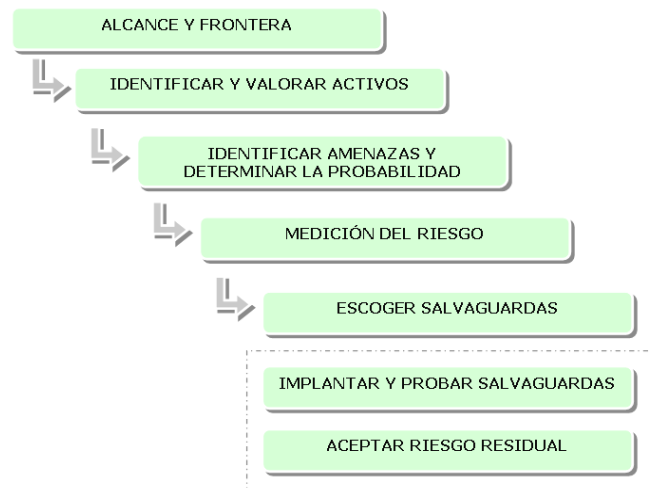 ALCANCE Y FRONTERA
IDENTIFICAR Y VALORAR ACTIVOS
IDENTIFICAR AMENAZAS Y
DETERMINAR LA PROBABILIDAD
MEDICIÓN DEL RIESGO
ESCOGER SALVAGUARDAS
IMPLANTAR Y PROBAR SALVAGUARDAS
ACEPTAR RIESGO RESIDUAL